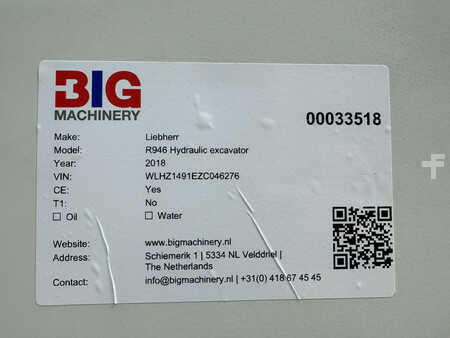 BIG
MACHINERY
00033518
Make: Liebherr
Model: R946 Hydraulic excavator
Year: 2018
VIN: WLHZ1491EZC046276
CE: Yes
T1: No
☐ Oil ☐ Water
Website: www.bigmachinery.nl
Address: Schiemerik 1 | 5334 NL Velddriel |
The Netherlands
Contact: info@bigmachinery.nl | +31(0) 418 67 45 45